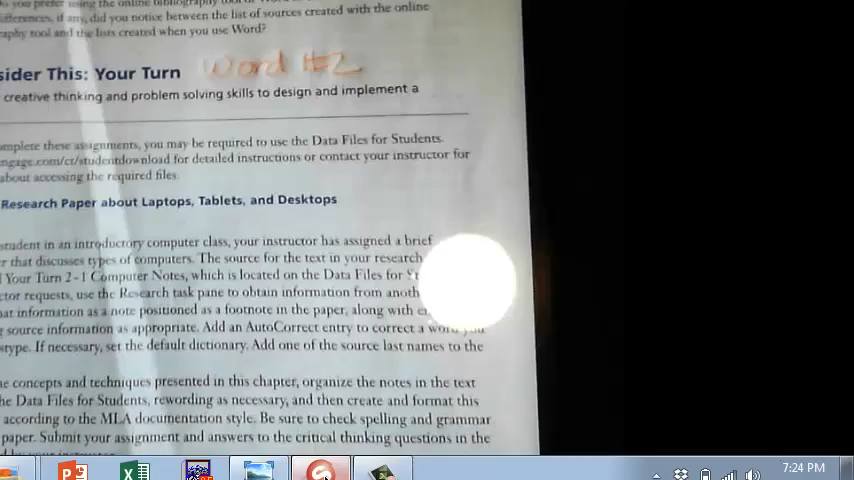 you prefer using the online bibliography tool or
differences, if any, did you notice between the list of sources created with the online
graphy tool and the lists created when you use Word?
sider This: Your Turn Word #2
creative thinking and problem solving skills to design and implement a
omplete these assignments, you may be required to use the Data Files for Students.
ngage.com/ct/studentdownload for detailed instructions or contact your instructor for
about accessing the required files.
Research Paper about Laptops, Tablets, and Desktops
student in an introductory computer class, your instructor has assigned a brief
r that discusses types of computers. The source for the text in your research
Your Turn 2-1 Computer Notes, which is located on the Data Files for
ctor requests, use the Research task pane to obtain information from anoth
at information as a note positioned as a footnote in the paper, along with
g source information as appropriate. Add an AutoCorrect entry to correct a word you
stype. If necessary, set the default dictionary. Add one of the source last names to the
e concepts and techniques presented in this chapter, organize the notes in the text
he Data Files for Students, rewording as necessary, and then create and format this
according to the MLA documentation style. Be sure to check spelling and grammar
paper. Submit your assignment and answers to the critical thinking questions in the
7:24 PM